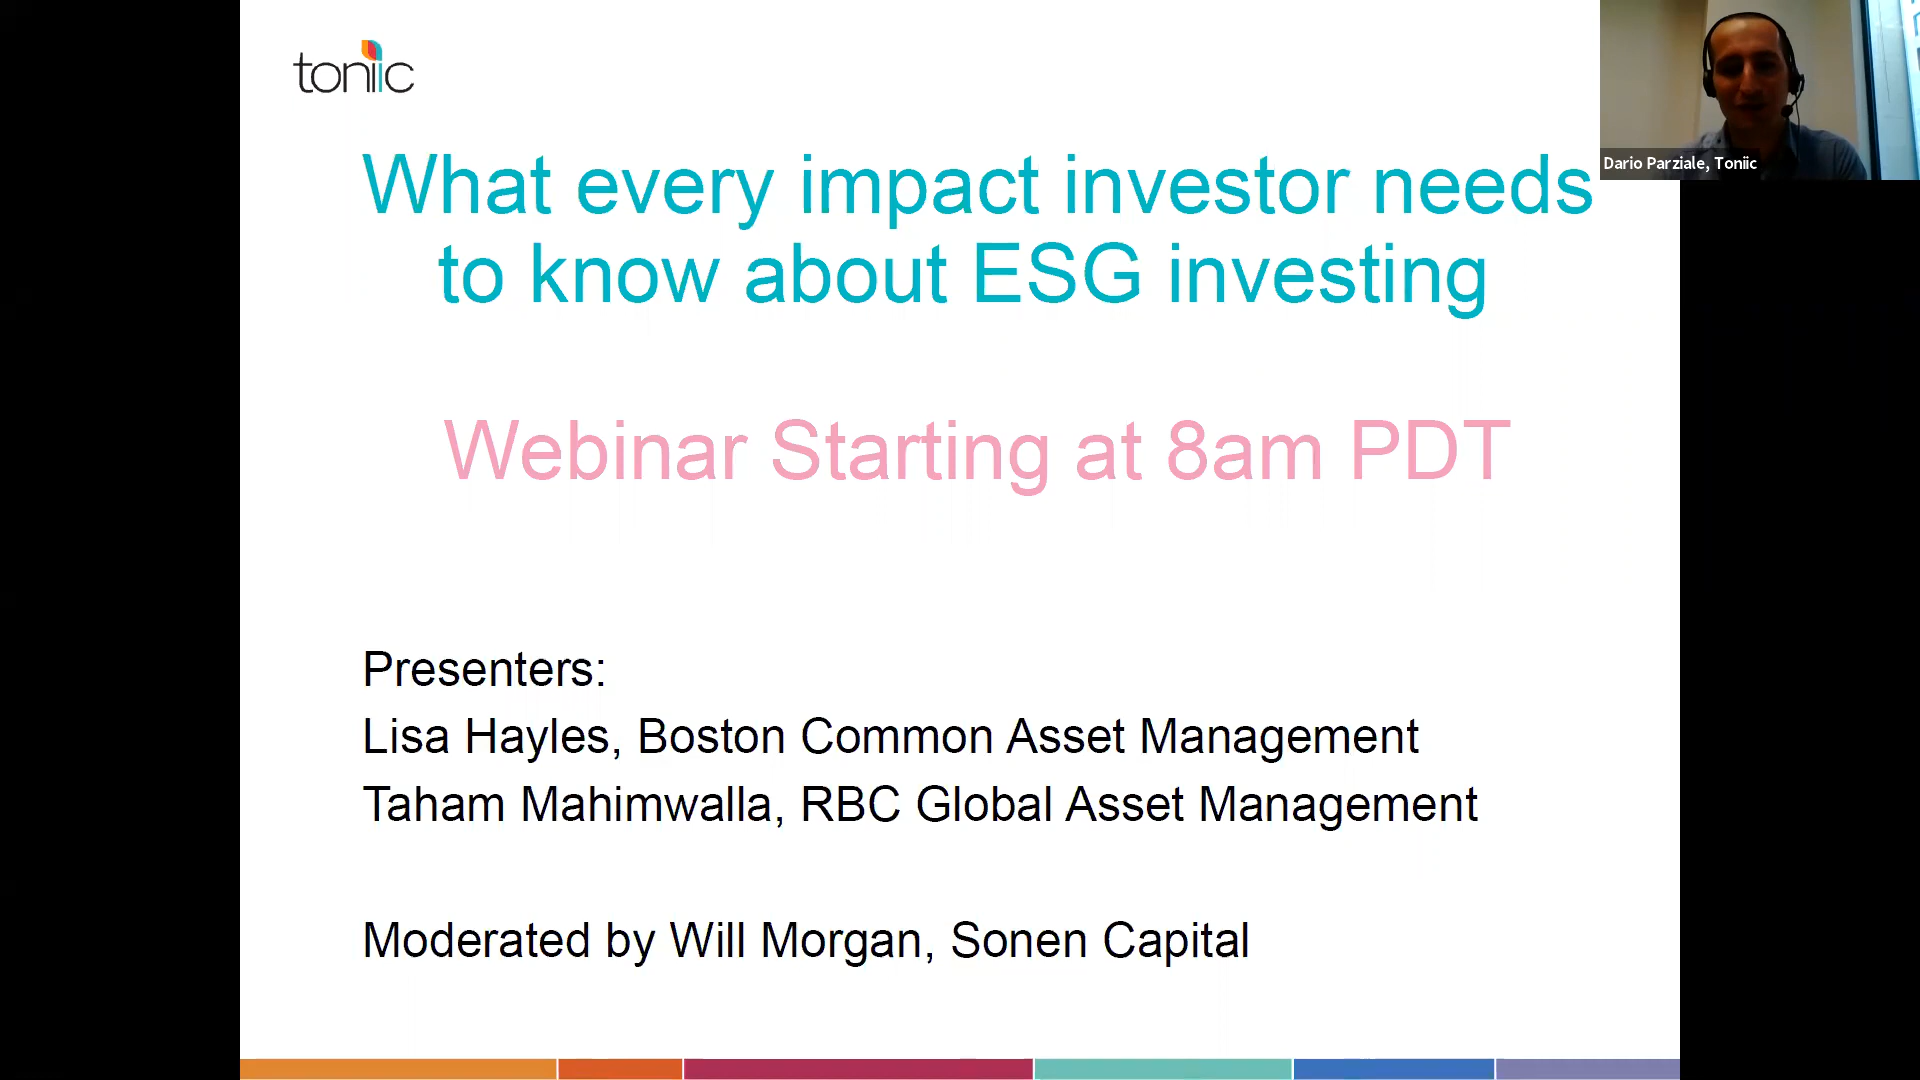 toniic
What every impact investor needs
to know about ESG investing
Dario Parziale, Toniic
Webinar Starting at 8am PDT
Presenters:
Lisa Hayles, Boston Common Asset Management
Taham Mahimwalla, RBC Global Asset Management
Moderated by Will Morgan, Sonen Capital